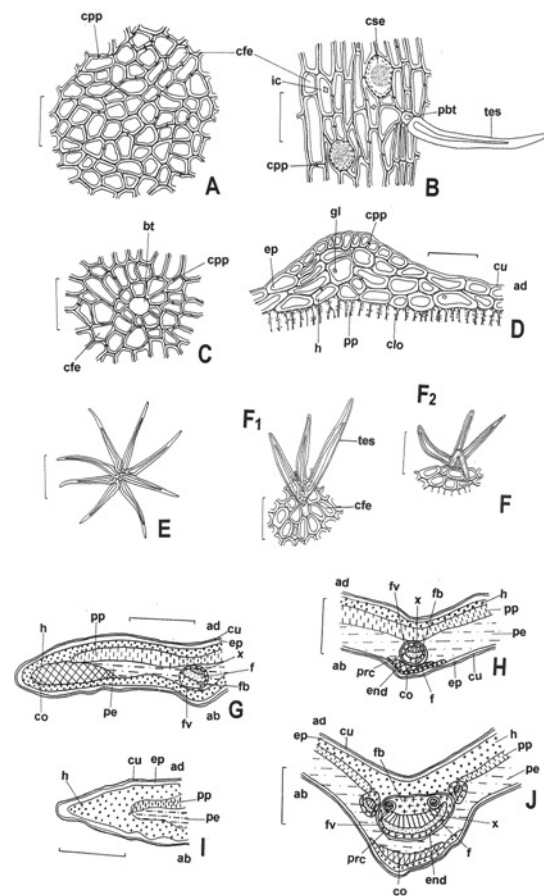 cpp
cfe
A
cse
ic
pbt
tes
cpp
B
bt
cpp
cfe
C
gl
cpp
ep
cu
ad
h
pp
clo
D
E
F1
tes
cfe
F2
F
h
pp
ad
cu
ep
x
f
fb
co
pe
fv
ab
G
ad
fv
x
fb
h
pp
pe
ab
prc
end
co
f
ep
cu
H
h
cu
ep
ad
pp
pe
ab
I
ad
ep
cu
fb
h
pp
pe
ab
fv
prc
x
f
end
co
J